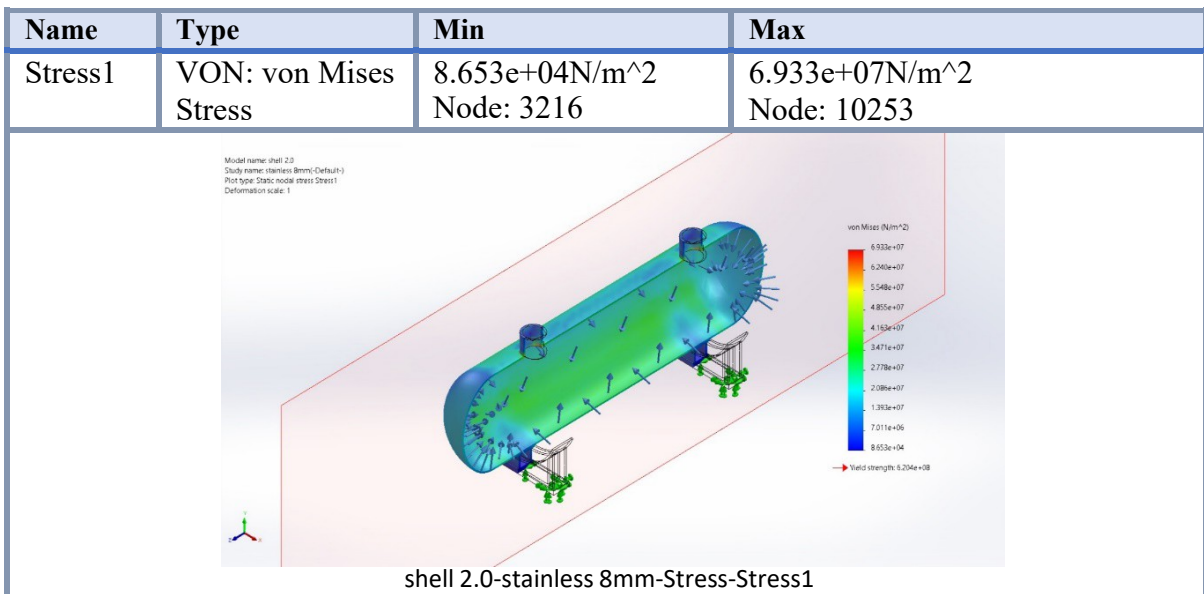 Name Type Min Max
Stress1 VON: von Mises Stress 8.653e+04N/m^2 Node: 3216 6.933e+07N/m^2 Node: 10253
Model name: shell 2.0
Study name: stainless 8mm(-Default-)
Plot type: Static nodal stress Stress1
Deformation scale: 1
von Mises (N/m^2)
6.933e+07
6.240e+07
5.548e+07
4.855e+07
4.163e+07
3.471e+07
2.778e+07
2.086e+07
1.393e+07
7.011e+06
8.653e+04
Yield strength: 6.204e+08
Y
Z
X
shell 2.0-stainless 8mm-Stress-Stress1